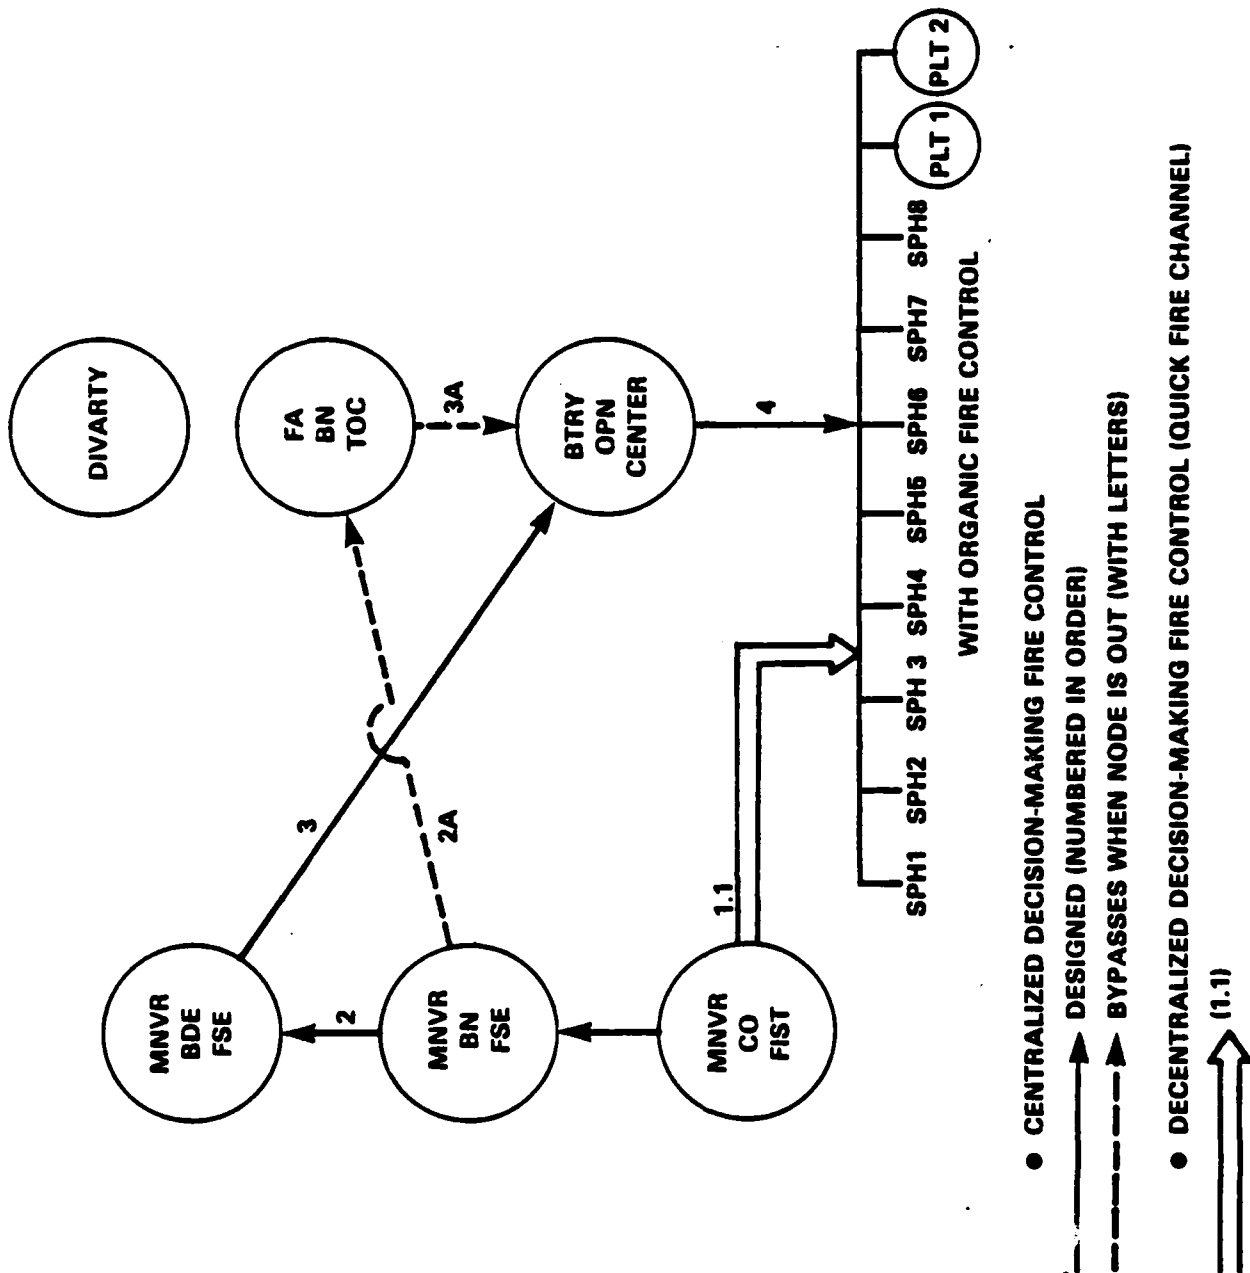 DIVARTY
MNVR
BDE
FSE
FA
BN
TOC
2
3
3A
MNVR
BN
FSE
2A
BTRY
OPN
CENTER
MNVR
CO
FIST
1.1
4
SPH1 SPH2 SPH 3 SPH4 SPH5 SPH6 SPH7 SPH8 PLT 1 PLT 2
WITH ORGANIC FIRE CONTROL
● CENTRALIZED DECISION-MAKING FIRE CONTROL
DESIGNED (NUMBERED IN ORDER)
BYPASSES WHEN NODE IS OUT (WITH LETTERS)
● DECENTRALIZED DECISION-MAKING FIRE CONTROL (QUICK FIRE CHANNEL)
(1.1)